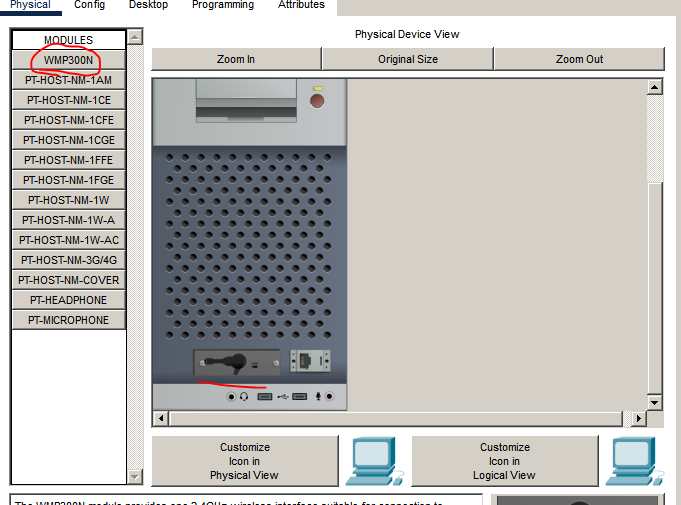 Physical Config Desktop Programming Attributes
MODULES
WMP300N
PT-HOST-NM-1AM
PT-HOST-NM-1CE
PT-HOST-NM-1CFE
PT-HOST-NM-1CGE
PT-HOST-NM-1FFE
PT-HOST-NM-1FGE
PT-HOST-NM-1W
PT-HOST-NM-1W-A
PT-HOST-NM-1W-AC
PT-HOST-NM-3G/4G
PT-HOST-NM-COVER
PT-HEADPHONE
PT-MICROPHONE
Physical Device View
Zoom In Original Size Zoom Out
Customize
Icon in
Physical View
Customize
Icon in
Logical View
The WMP300N module provides one 2.4GHz wireless interface suitable for connection to